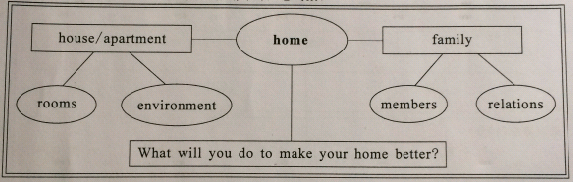 house/apartment
home
family
rooms
environment
members
relations
What will you do to make your home better?